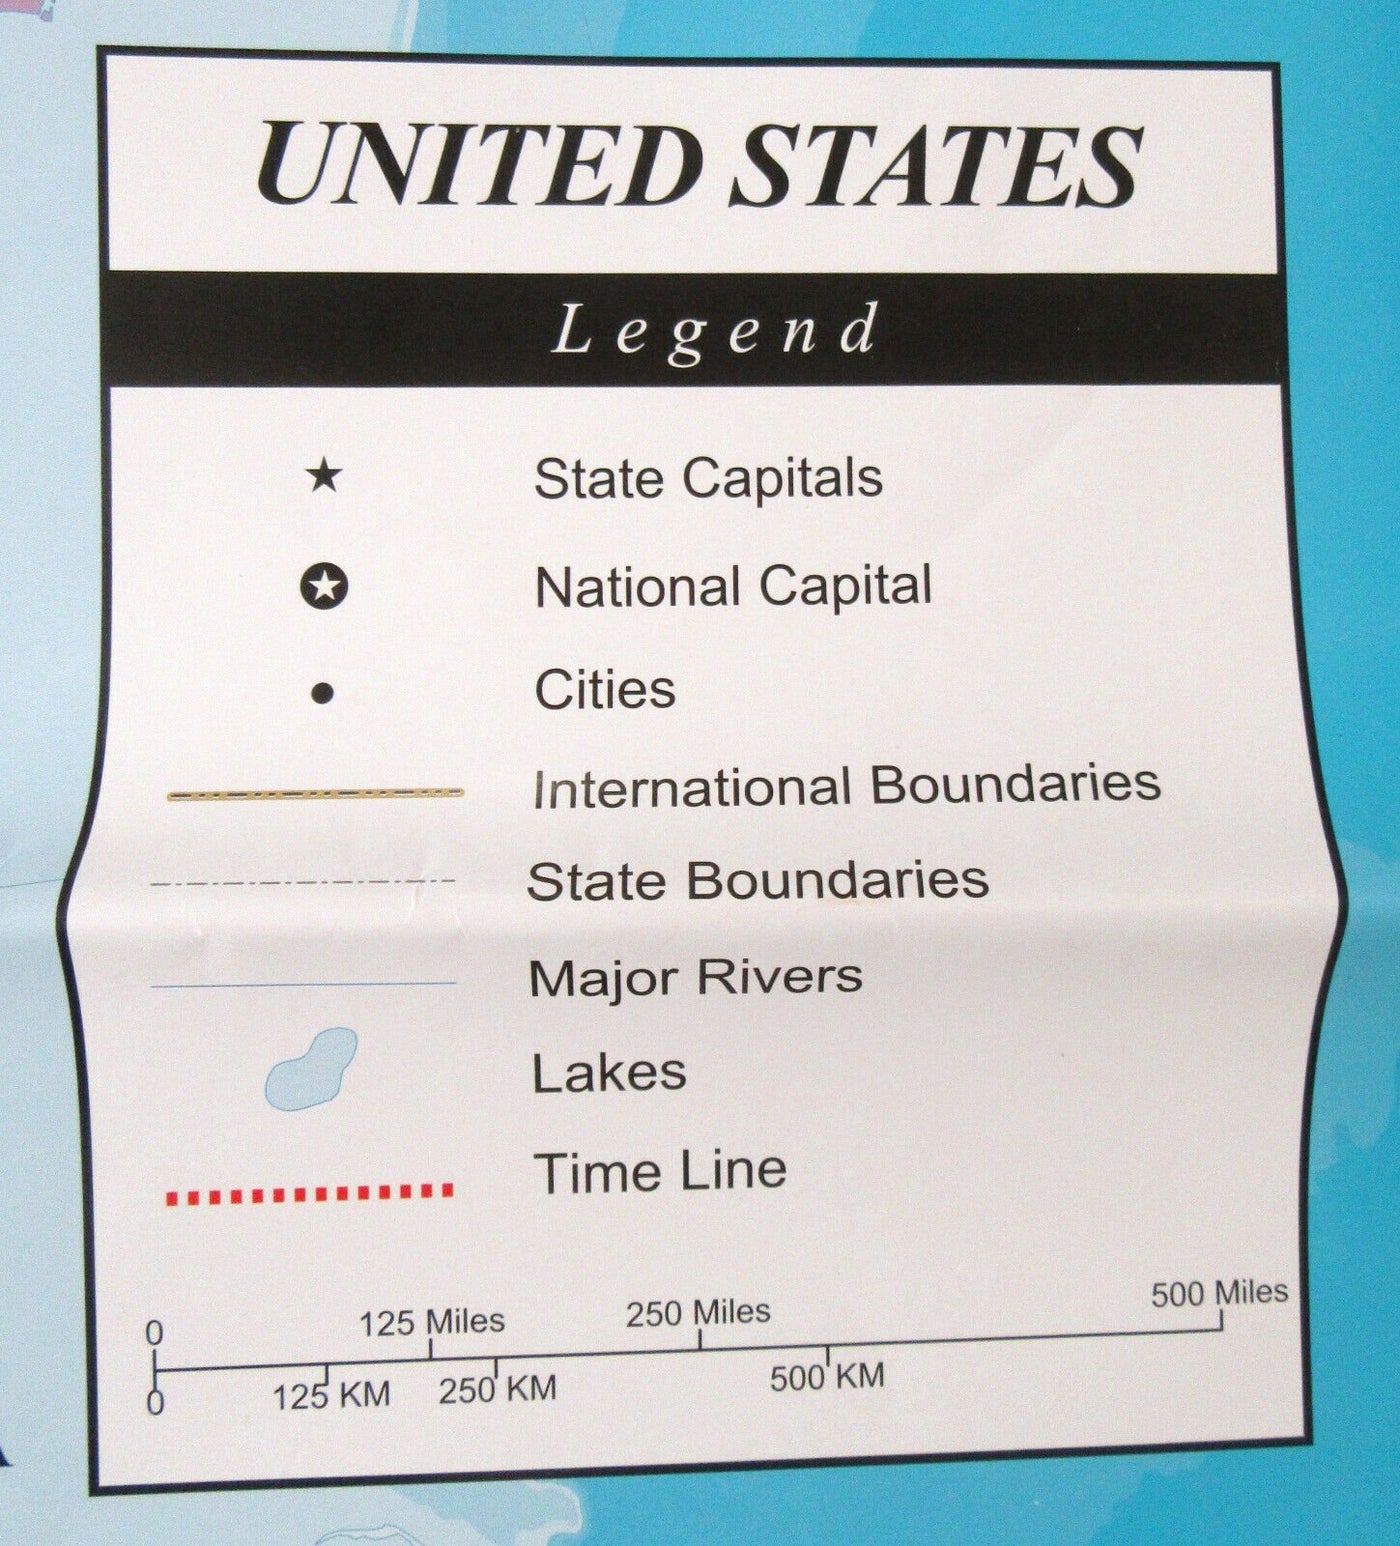 UNITED STATES
Legend
State Capitals
National Capital
Cities
International Boundaries
State Boundaries
Major Rivers
Lakes
Time Line
0 125 Miles 250 Miles 500 Miles
0 125 KM 250 KM 500 KM